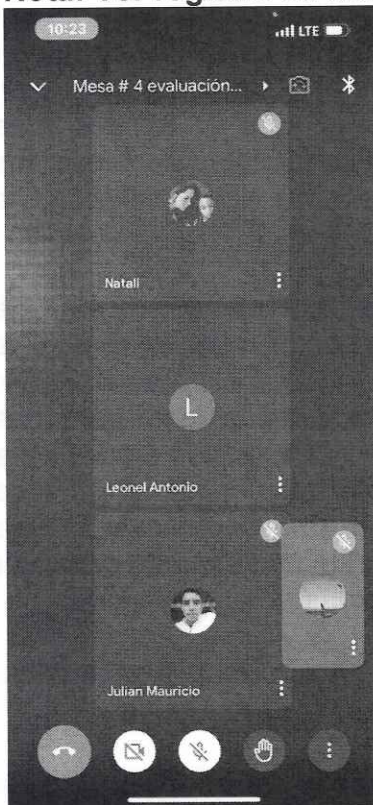 10:23
LTE
Mesa # 4 evaluación...
Natali
L
Leonel Antonio
Julian Mauricio